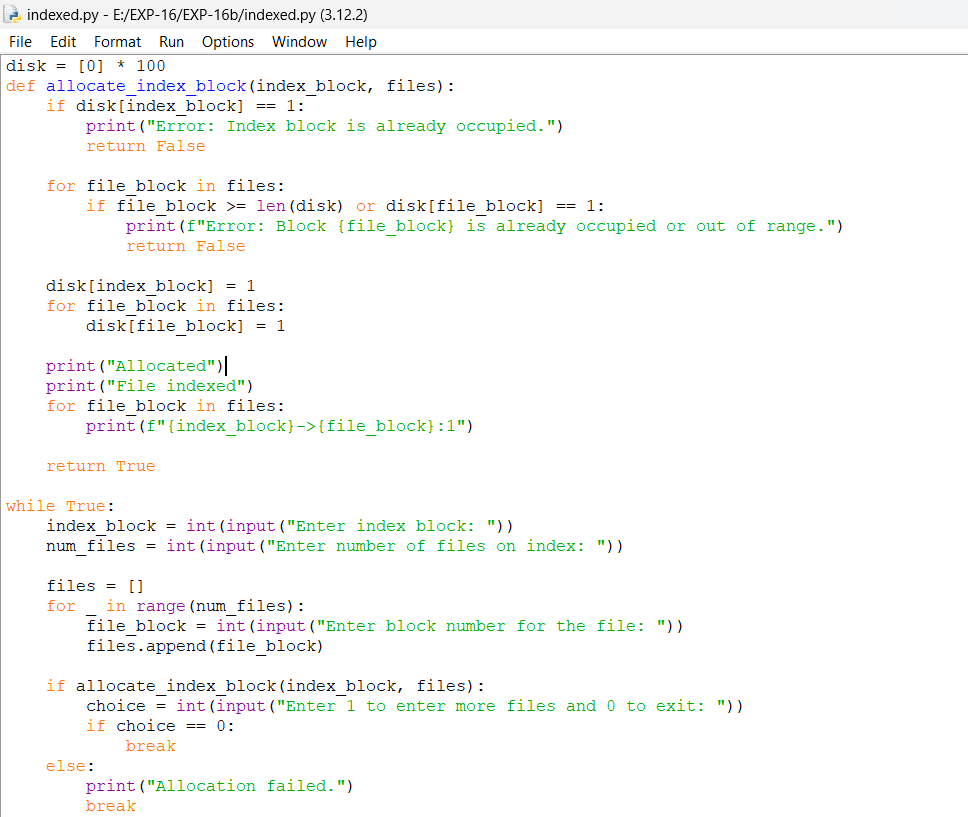 indexed.py - E:/EXP-16/EXP-16b/indexed.py (3.12.2)
File Edit Format Run Options Window Help
disk = [0] * 100
def allocate_index_block(index_block, files):
    if disk[index_block] == 1:
        print("Error: Index block is already occupied.")
        return False

    for file_block in files:
        if file_block >= len(disk) or disk[file_block] == 1:
            print(f"Error: Block {file_block} is already occupied or out of range.")
            return False

    disk[index_block] = 1
    for file_block in files:
        disk[file_block] = 1

    print("Allocated")
    print("File indexed")
    for file_block in files:
        print(f"{index_block}->{file_block}:1")

    return True

while True:
    index_block = int(input("Enter index block: "))
    num_files = int(input("Enter number of files on index: "))

    files = []
    for _ in range(num_files):
        file_block = int(input("Enter block number for the file: "))
        files.append(file_block)

    if allocate_index_block(index_block, files):
        choice = int(input("Enter 1 to enter more files and 0 to exit: "))
        if choice == 0:
            break
    else:
        print("Allocation failed.")
        break